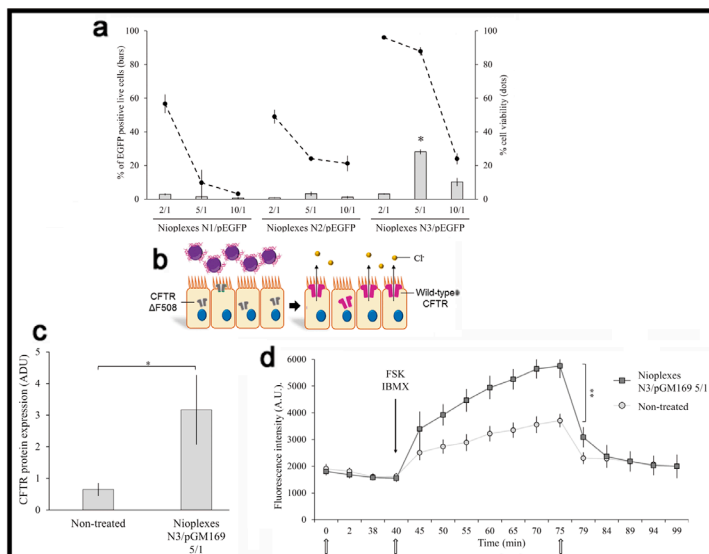 a
% of EGFP positive live cells (bars)
100
80
60
40
20
0
100
80
60
40
20
0
% cell viability (dots)
*
2/1 5/1 10/1 2/1 5/1 10/1 2/1 5/1 10/1
Nioplexes N1/pEGFP Nioplexes N2/pEGFP Nioplexes N3/pEGFP
b
Cl-
CFTR
ΔF508
Wild-type
CFTR
c
CFTR protein expression (ADU)
5
4
3
2
1
0
*
Non-treated
Nioplexes
N3/pGM169
5/1
d
Fluorescence intensity (A.U.)
6000
5000
4000
3000
2000
1000
0
FSK
IBMX
**
Nioplexes
N3/pGM169 5/1
Non-treated
0 2 38 40 45 50 55 60 65 70 75 79 84 89 94 99
Time (min)